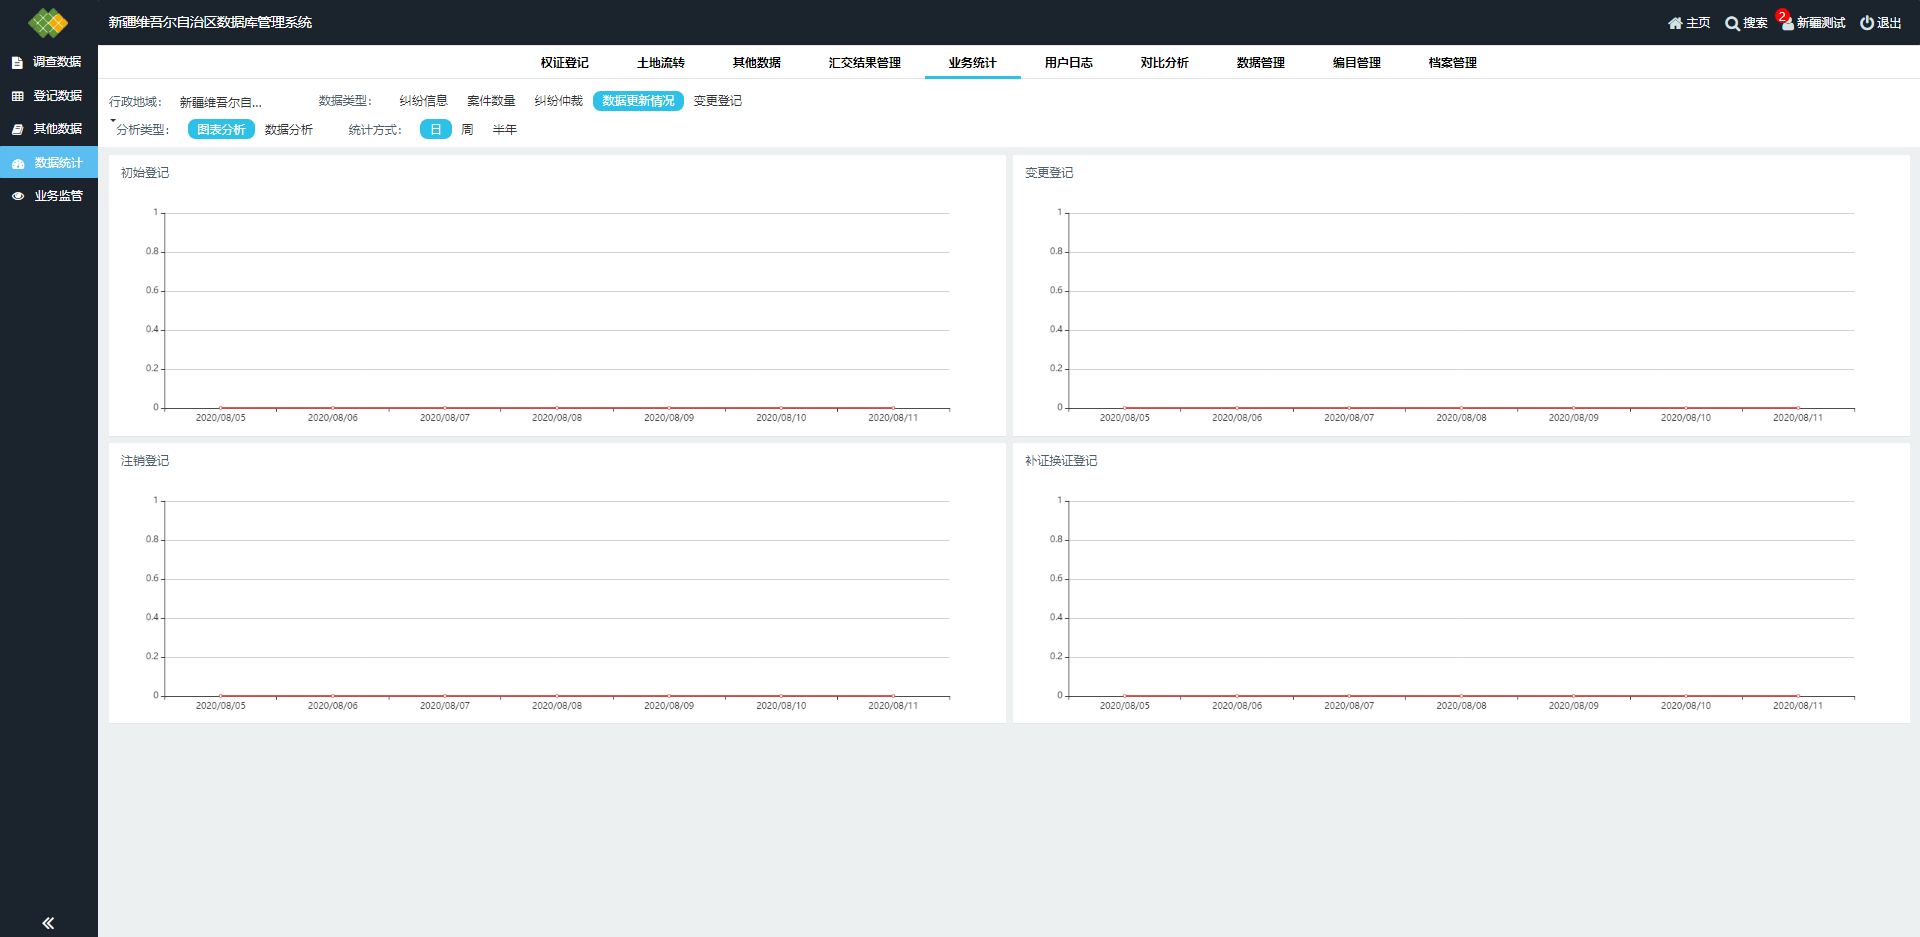 新疆维吾尔自治区数据库管理系统
主页 搜索 2 新疆测试 退出
调查数据
登记数据
其他数据
数据统计
业务监管
权证登记 土地流转 其他数据 汇交结果管理 业务统计 用户日志 对比分析 数据管理 编目管理 档案管理
行政地域: 新疆维吾尔自... 数据类型: 纠纷信息 案件数量 纠纷仲裁 数据更新情况 变更登记
分析类型: 图表分析 数据分析 统计方式: 日 周 半年
初始登记
1
0.8
0.6
0.4
0.2
0
2020/08/05 2020/08/06 2020/08/07 2020/08/08 2020/08/09 2020/08/10 2020/08/11
变更登记
1
0.8
0.6
0.4
0.2
0
2020/08/05 2020/08/06 2020/08/07 2020/08/08 2020/08/09 2020/08/10 2020/08/11
注销登记
1
0.8
0.6
0.4
0.2
0
2020/08/05 2020/08/06 2020/08/07 2020/08/08 2020/08/09 2020/08/10 2020/08/11
补证换证登记
1
0.8
0.6
0.4
0.2
0
2020/08/05 2020/08/06 2020/08/07 2020/08/08 2020/08/09 2020/08/10 2020/08/11